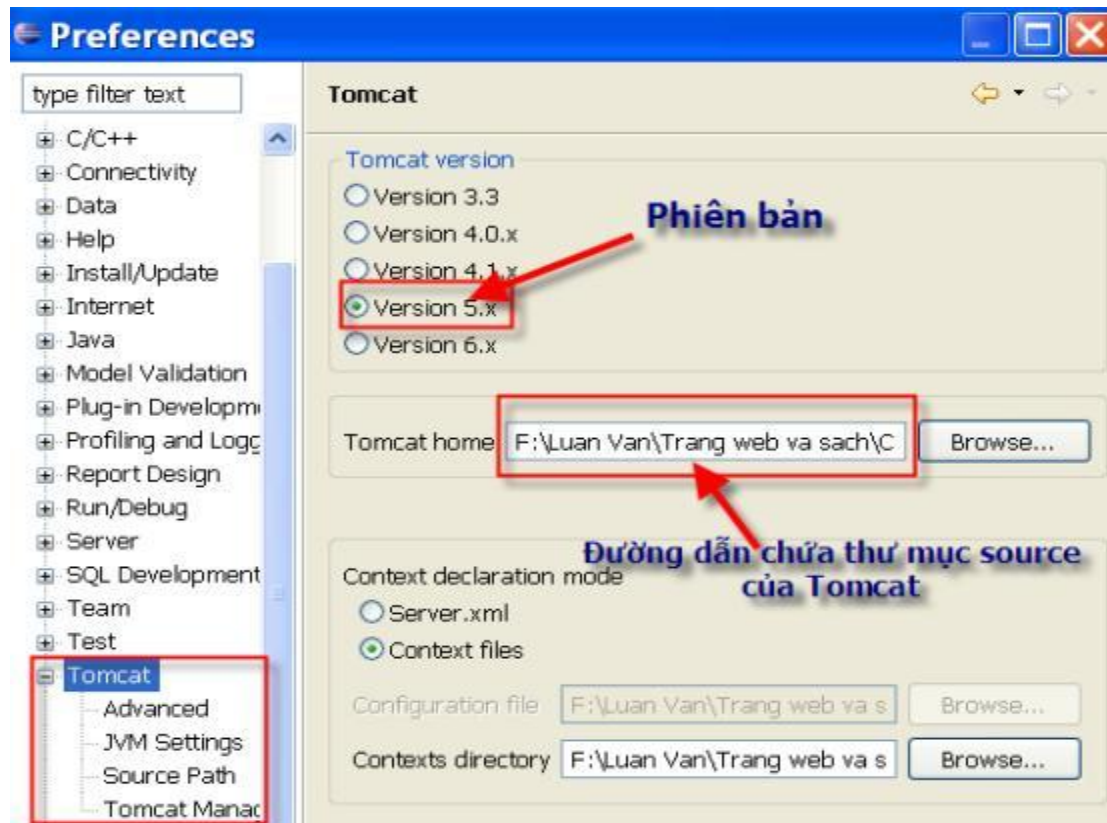 Preferences
type filter text
C/C++
Connectivity
Data
Help
Install/Update
Internet
Java
Model Validation
Plug-in Developm
Profiling and Logg
Report Design
Run/Debug
Server
SQL Development
Team
Test
Tomcat
Advanced
JVM Settings
Source Path
Tomcat Manag
Tomcat
Tomcat version
Version 3.3
Version 4.0.x
Version 4.1.x
Version 5.x
Version 6.x
Phiên bản
Tomcat home F:\Luan Van\Trang web va sach\C Browse...
Đường dẫn chứa thư mục source
của Tomcat
Context declaration mode
Server.xml
Context files
Configuration file F:\Luan Van\Trang web va s Browse...
Contexts directory F:\Luan Van\Trang web va s Browse...